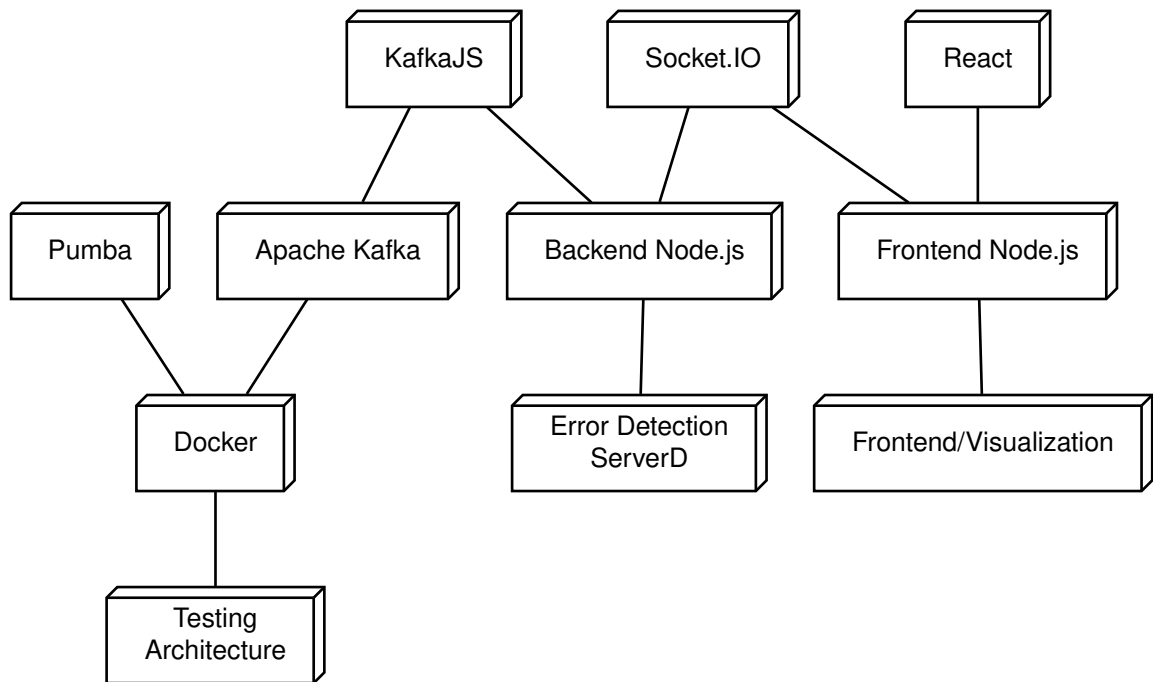 KafkaJS
Socket.IO
React
Pumba
Apache Kafka
Backend Node.js
Frontend Node.js
Docker
Error Detection
ServerD
Frontend/Visualization
Testing
Architecture